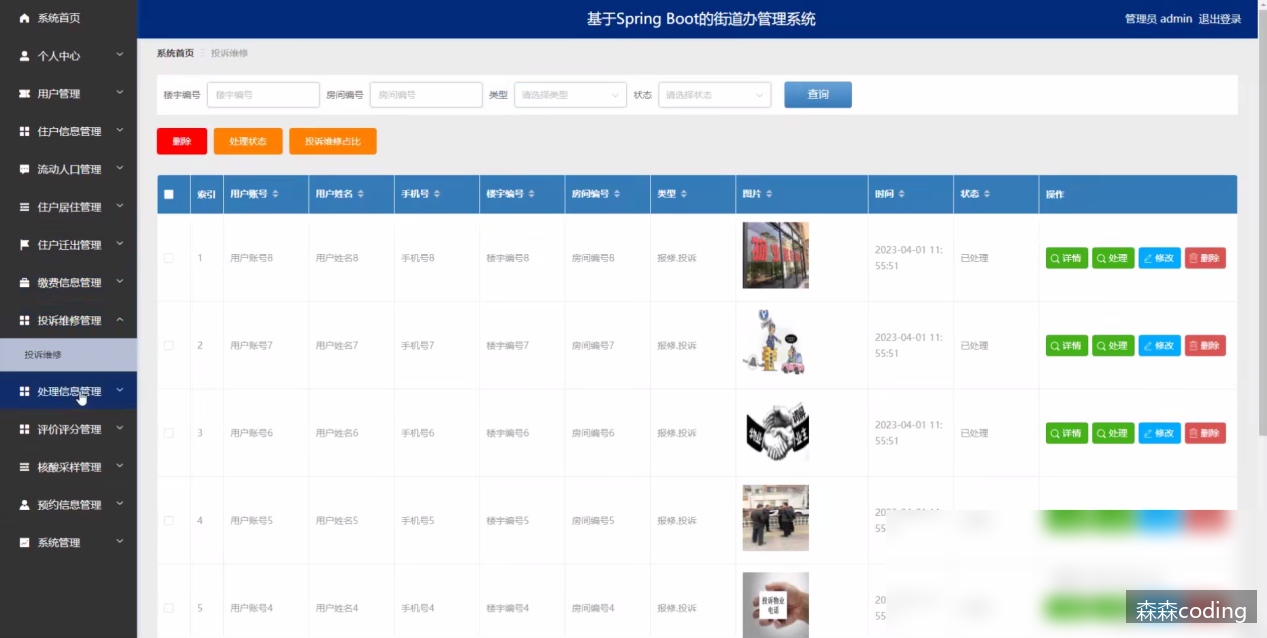 系统首页
个人中心
用户管理
住户信息管理
流动人口管理
住户居住管理
住户迁出管理
缴费信息管理
投诉维修管理
投诉维修
处理信息管理
评价评分管理
核酸采样管理
预约信息管理
系统管理
基于Spring Boot的街道办管理系统
管理员 admin 退出登录
系统首页 投诉维修
楼宇编号 楼宇编号 房间编号 房间编号 类型 请选择类型 状态 请选择状态 查询
删除 处理状态 投诉维修占比
索引 用户账号 用户姓名 手机号 楼宇编号 房间编号 类型 图片 时间 状态 操作
1 用户账号8 用户姓名8 手机号8 楼宇编号8 房间编号8 报修,投诉 2023-04-01 11:55:51 已处理 详情 处理 修改 删除
2 用户账号7 用户姓名7 手机号7 楼宇编号7 房间编号7 报修,投诉 2023-04-01 11:55:51 已处理 详情 处理 修改 删除
3 用户账号6 用户姓名6 手机号6 楼宇编号6 房间编号6 报修,投诉 2023-04-01 11:55:51 已处理 详情 处理 修改 删除
4 用户账号5 用户姓名5 手机号5 楼宇编号5 房间编号5 报修,投诉
5 用户账号4 用户姓名4 手机号4 楼宇编号4 房间编号4 报修,投诉
投诉物业
电话
森森coding